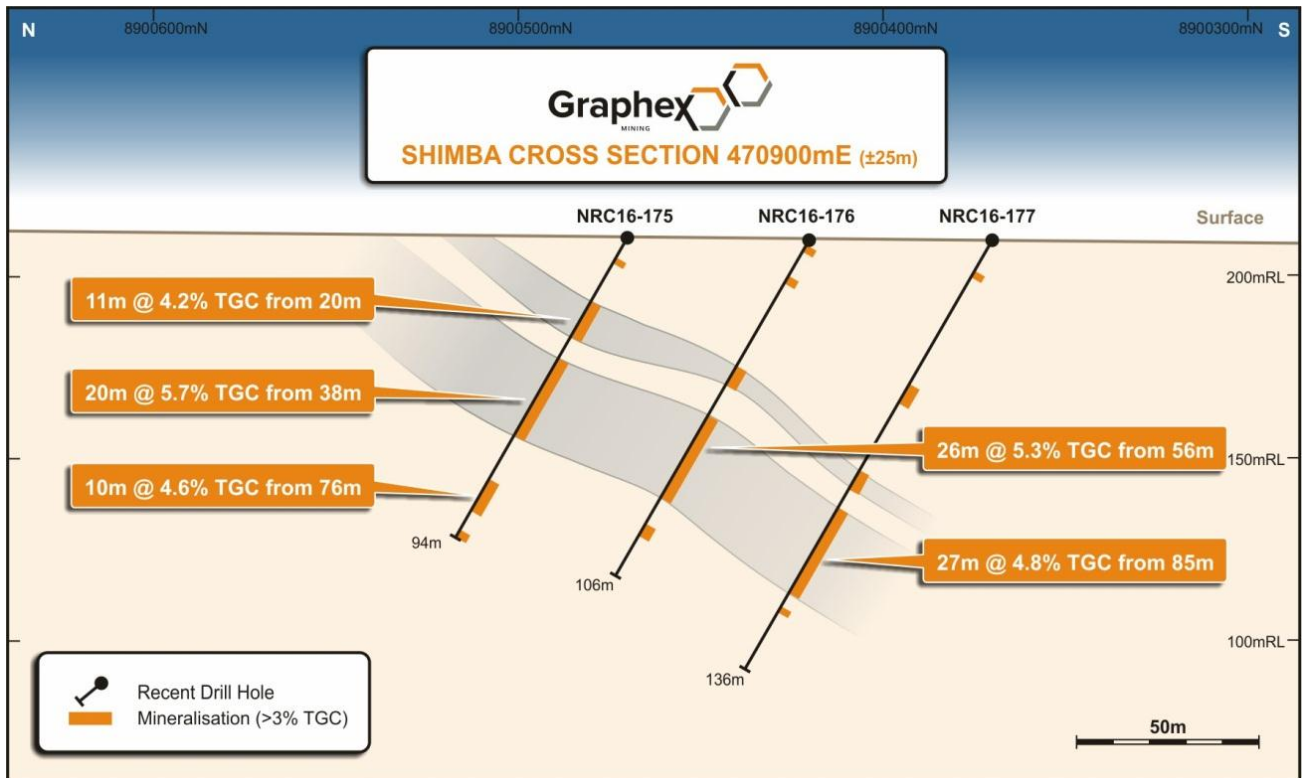 N
8900600mN
8900500mN
8900400mN
8900300mN
S
Graphex
MINING
SHIMBA CROSS SECTION 470900mE (±25m)
NRC16-175
NRC16-176
NRC16-177
Surface
200mRL
11m @ 4.2% TGC from 20m
20m @ 5.7% TGC from 38m
26m @ 5.3% TGC from 56m
150mRL
10m @ 4.6% TGC from 76m
94m
27m @ 4.8% TGC from 85m
106m
100mRL
136m
Recent Drill Hole
Mineralisation (>3% TGC)
50m